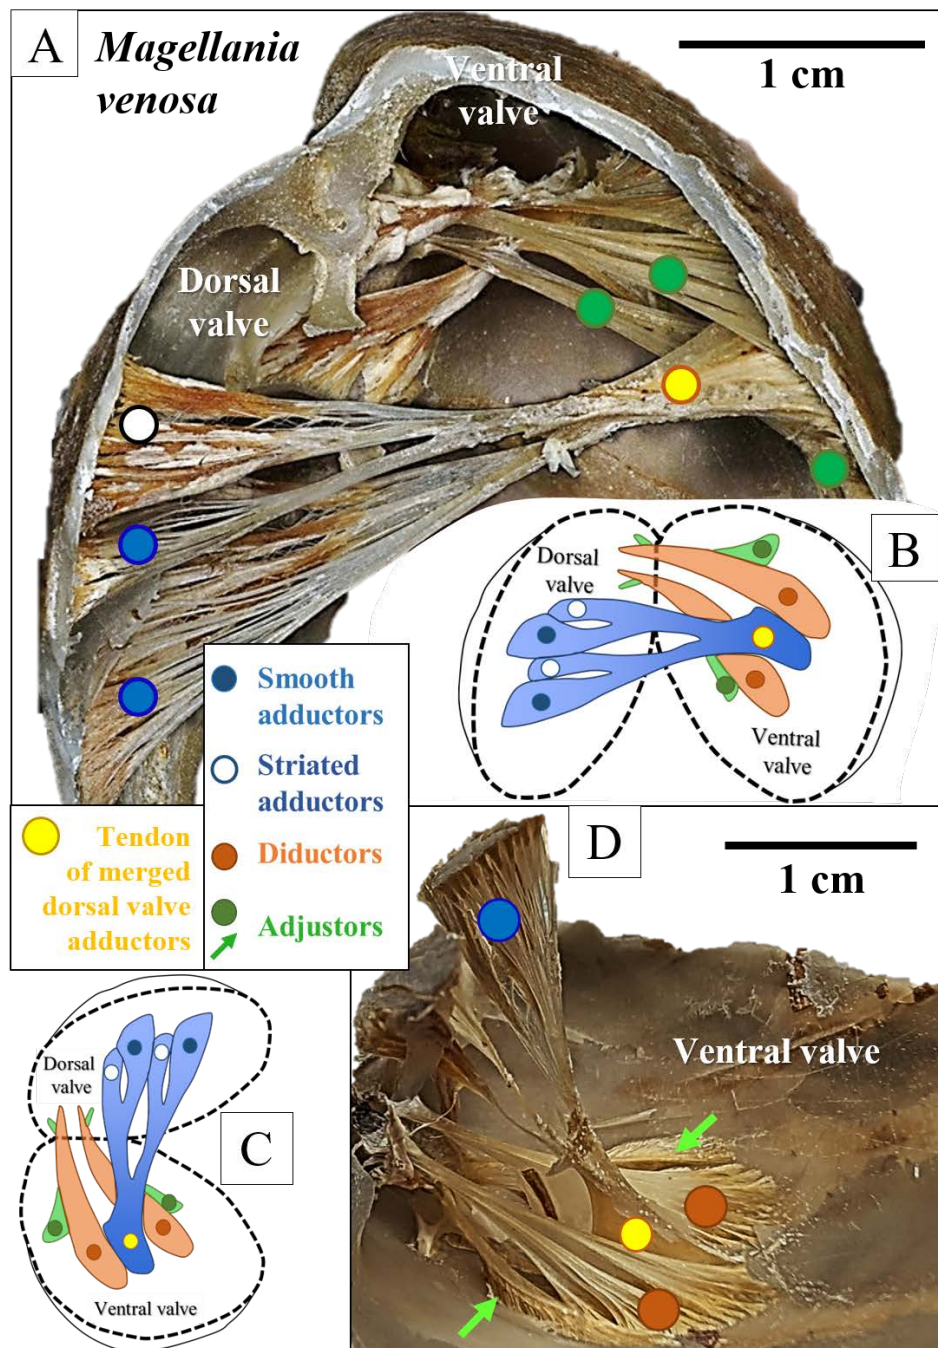 A
Magellania
venosa
1 cm
Ventral
valve
Dorsal
valve
B
Dorsal
valve
Ventral
valve
Smooth
adductors
Striated
adductors
Diductors
Adjustors
Tendon
of merged
dorsal valve
adductors
D
1 cm
Ventral valve
C
Dorsal
valve
Ventral valve